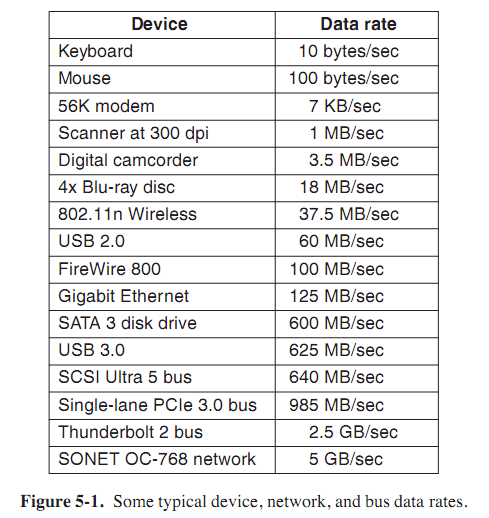 Device Data rate
Keyboard 10 bytes/sec
Mouse 100 bytes/sec
56K modem 7 KB/sec
Scanner at 300 dpi 1 MB/sec
Digital camcorder 3.5 MB/sec
4x Blu-ray disc 18 MB/sec
802.11n Wireless 37.5 MB/sec
USB 2.0 60 MB/sec
FireWire 800 100 MB/sec
Gigabit Ethernet 125 MB/sec
SATA 3 disk drive 600 MB/sec
USB 3.0 625 MB/sec
SCSI Ultra 5 bus 640 MB/sec
Single-lane PCIe 3.0 bus 985 MB/sec
Thunderbolt 2 bus 2.5 GB/sec
SONET OC-768 network 5 GB/sec
Figure 5-1. Some typical device, network, and bus data rates.